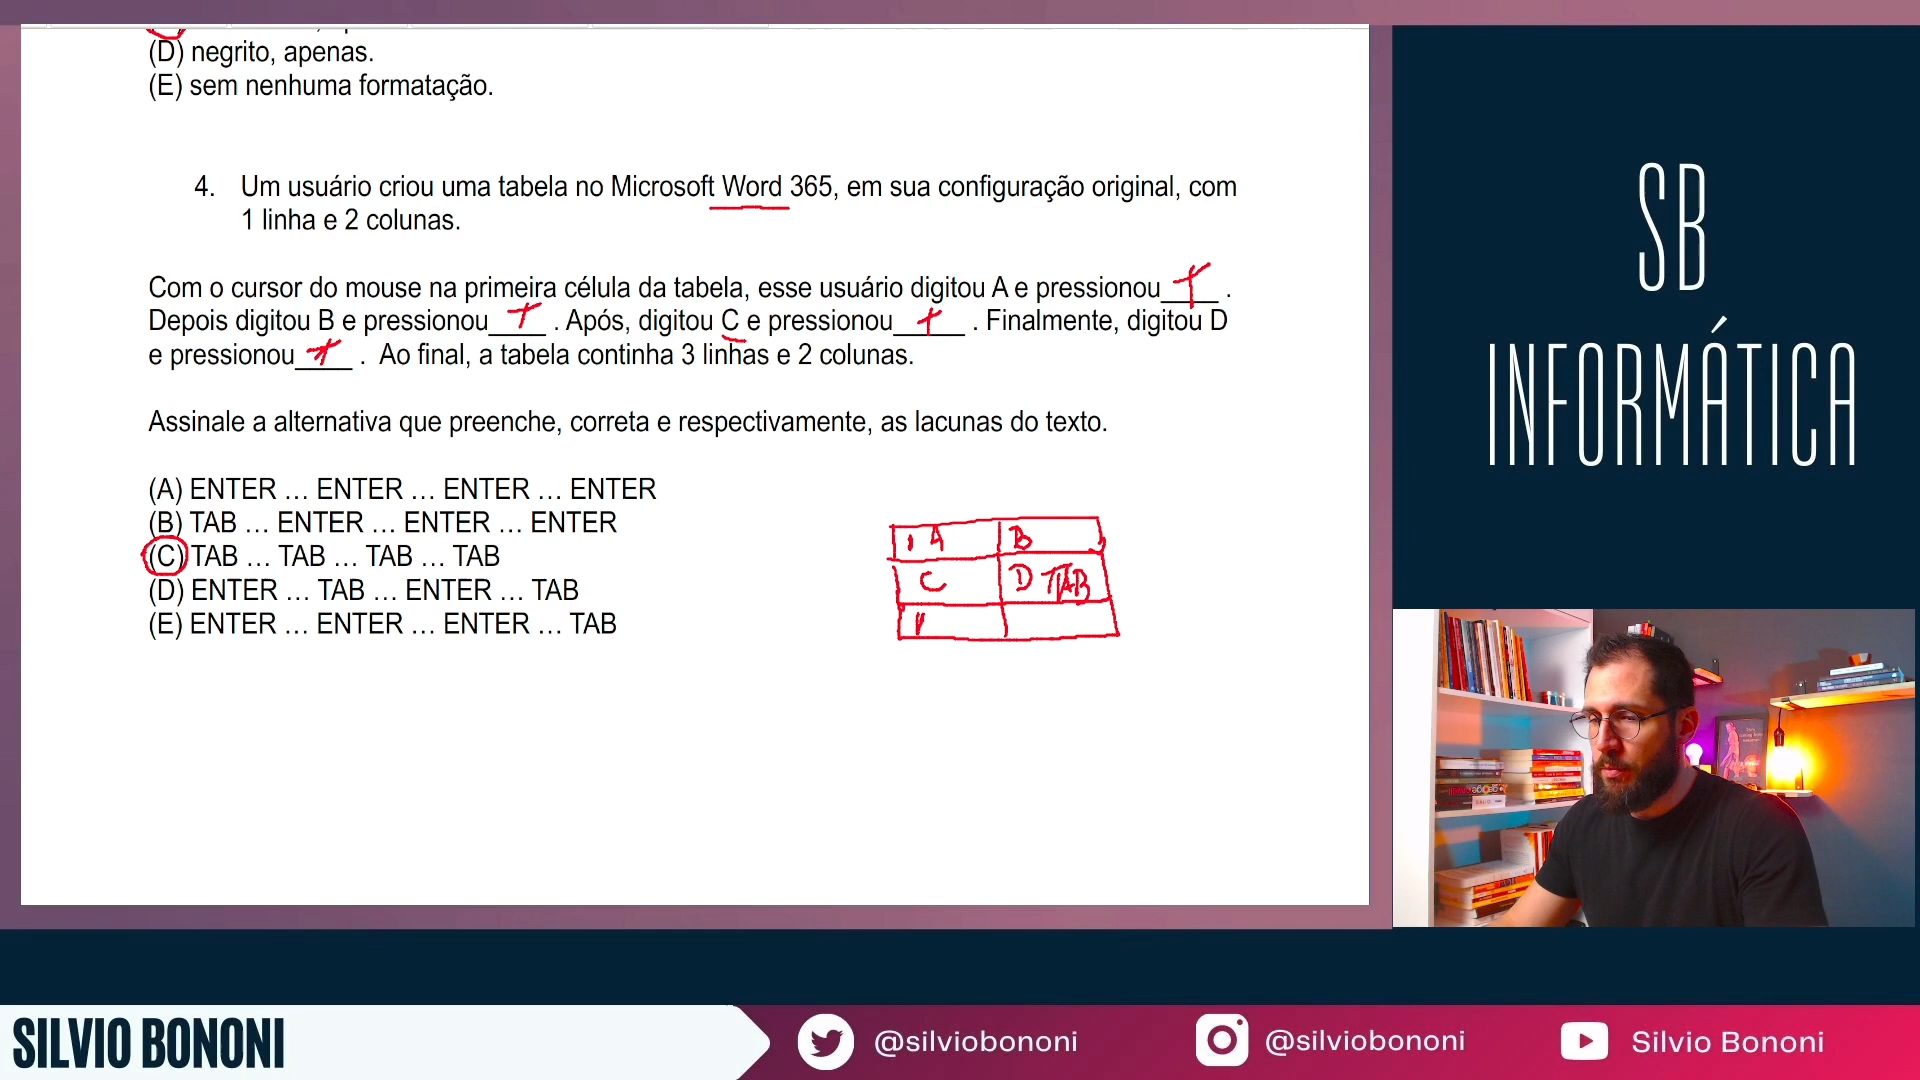 (D) negrito, apenas.
(E) sem nenhuma formatação.
4. Um usuário criou uma tabela no Microsoft Word 365, em sua configuração original, com
1 linha e 2 colunas.
Com o cursor do mouse na primeira célula da tabela, esse usuário digitou A e pressionou____ .
Depois digitou B e pressionou____ . Após, digitou C e pressionou_____ . Finalmente, digitou D
e pressionou____ . Ao final, a tabela continha 3 linhas e 2 colunas.
Assinale a alternativa que preenche, correta e respectivamente, as lacunas do texto.
(A) ENTER … ENTER … ENTER … ENTER
(B) TAB … ENTER … ENTER … ENTER
(C) TAB … TAB … TAB … TAB
(D) ENTER … TAB … ENTER … TAB
(E) ENTER … ENTER … ENTER … TAB
A B
C D TAB
SB
INFORMÁTICA
SILVIO BONONI
@silviobononi
@silviobononi
Silvio Bononi